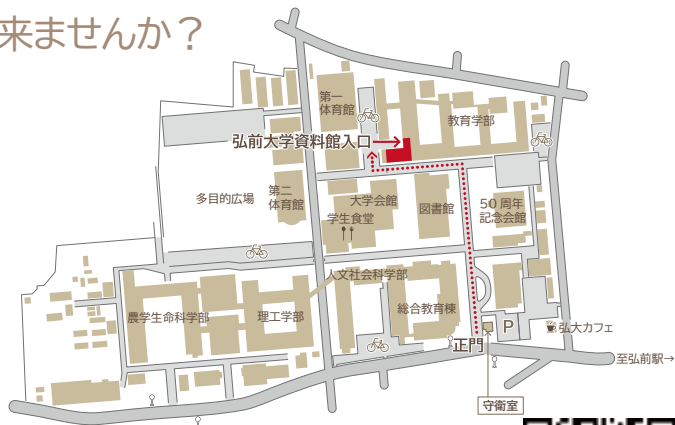 来ませんか？
第一
体育館
教育学部
弘前大学資料館入口
多目的広場
第二
体育館
大学会館
学生食堂
図書館
50周年
記念会館
人文社会科学部
農学生命科学部
理工学部
総合教育棟
正門
P
弘大カフェ
至弘前駅→
守衛室